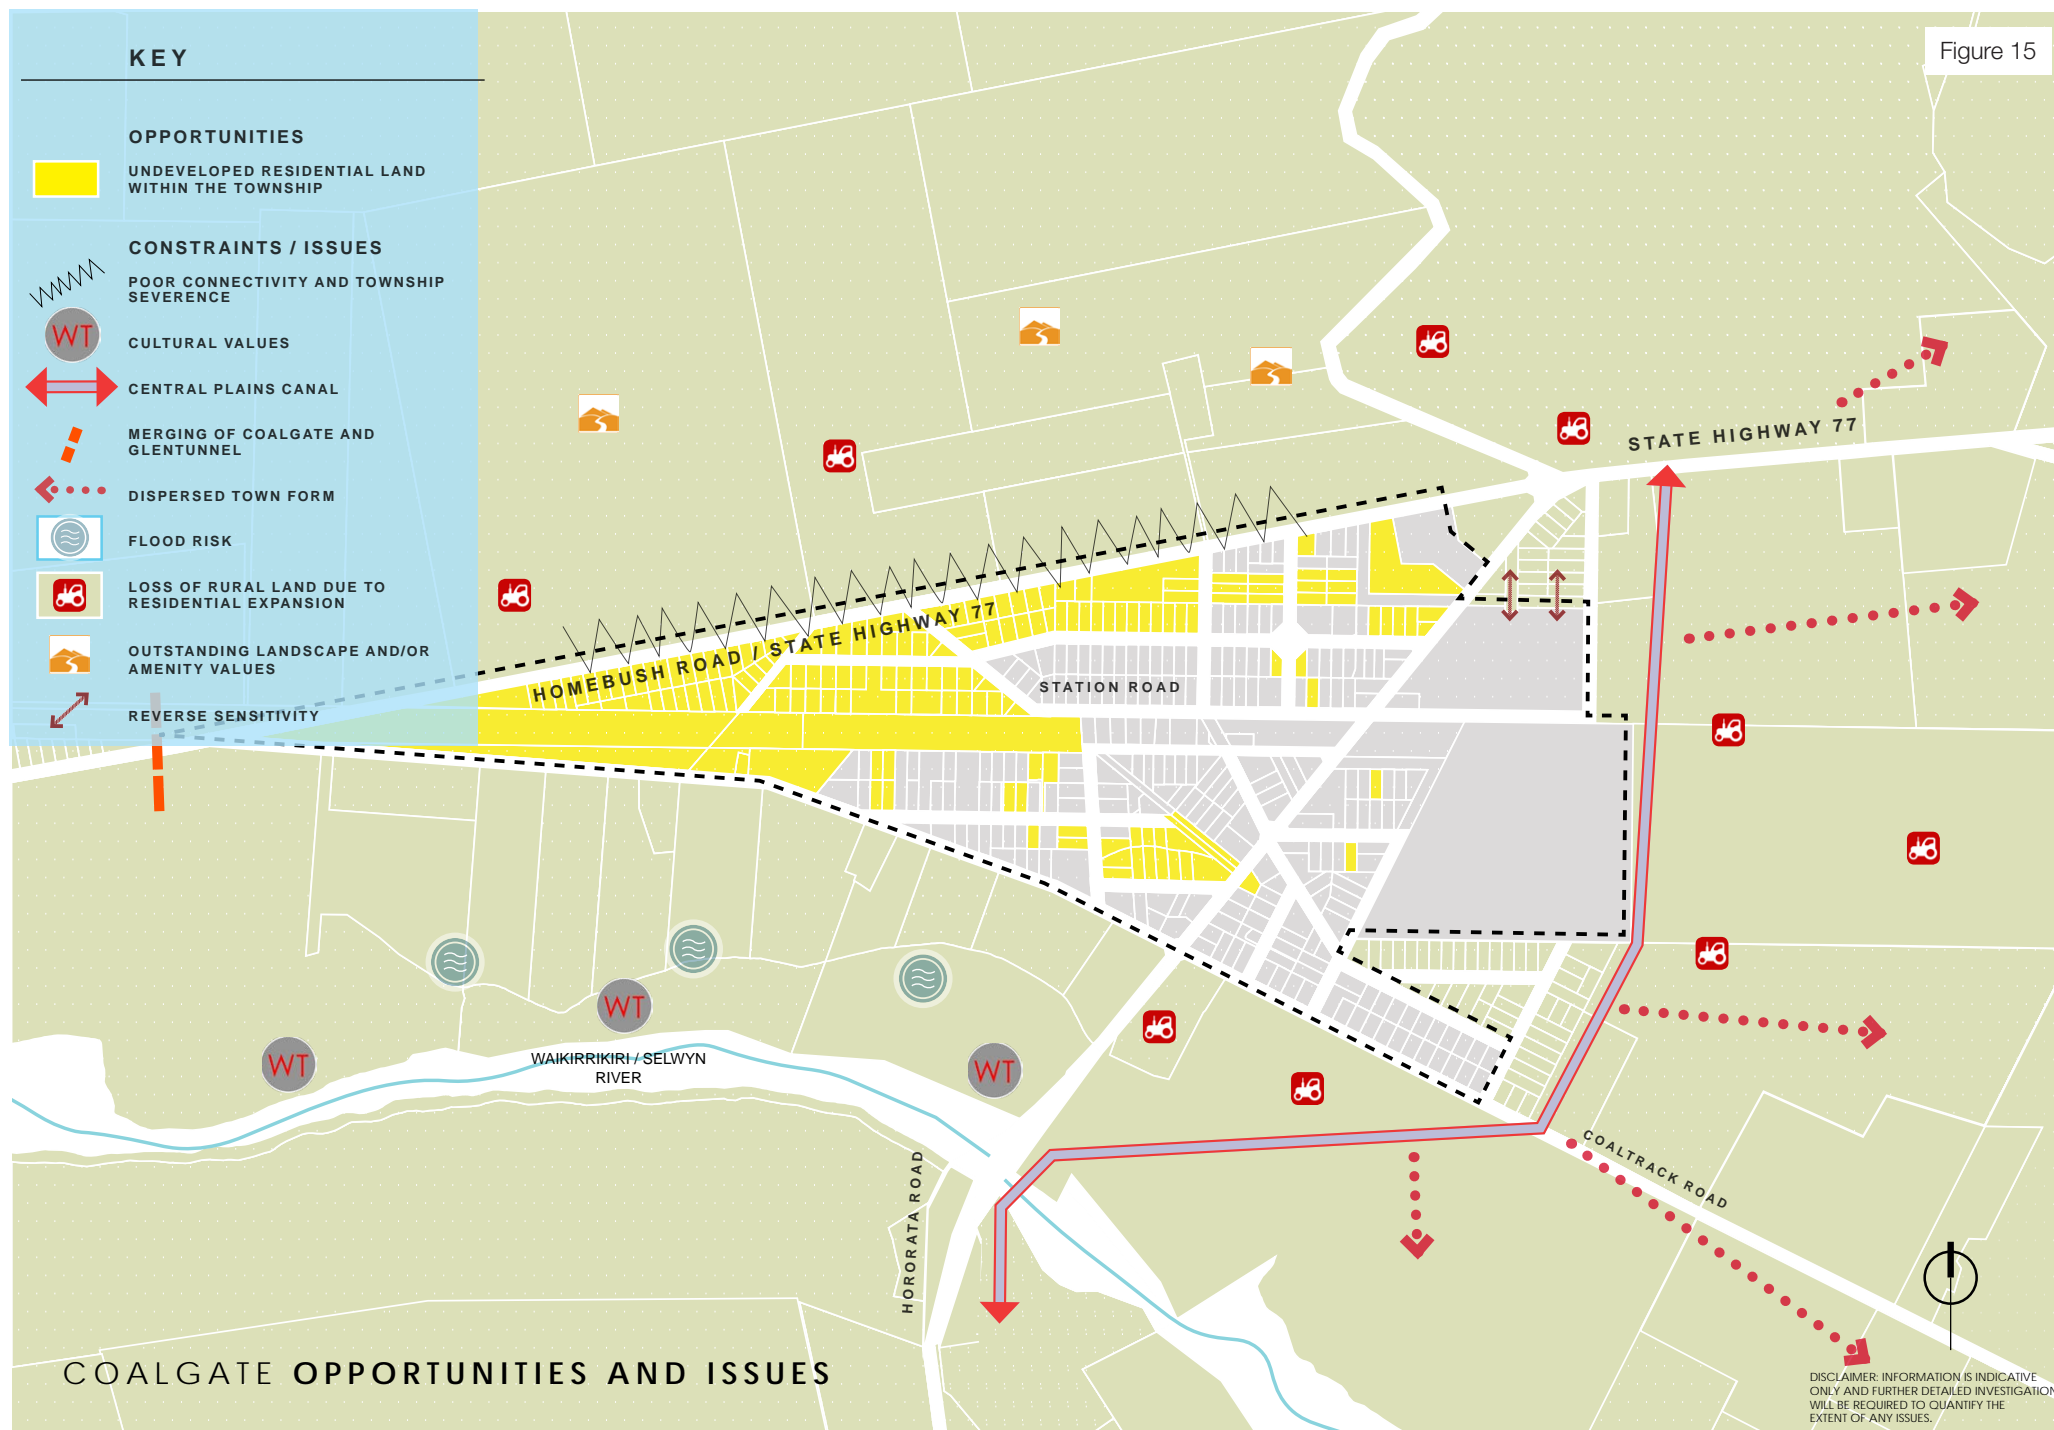 KEY
OPPORTUNITIES
UNDEVELOPED RESIDENTIAL LAND
WITHIN THE TOWNSHIP
CONSTRAINTS / ISSUES
POOR CONNECTIVITY AND TOWNSHIP
SEVERENCE
WT
CULTURAL VALUES
CENTRAL PLAINS CANAL
MERGING OF COALGATE AND
GLENTUNNEL
DISPERSED TOWN FORM
FLOOD RISK
LOSS OF RURAL LAND DUE TO
RESIDENTIAL EXPANSION
OUTSTANDING LANDSCAPE AND/OR
AMENITY VALUES
REVERSE SENSITIVITY
Figure 15
STATE HIGHWAY 77
HOMEBUSH ROAD / STATE HIGHWAY 77
STATION ROAD
WT
WT
WT
WAIKIRRIKIRI / SELWYN
RIVER
HORORATA ROAD
COALTRACK ROAD
COALGATE OPPORTUNITIES AND ISSUES
DISCLAIMER: INFORMATION IS INDICATIVE
ONLY AND FURTHER DETAILED INVESTIGATION
WILL BE REQUIRED TO QUANTIFY THE
EXTENT OF ANY ISSUES.